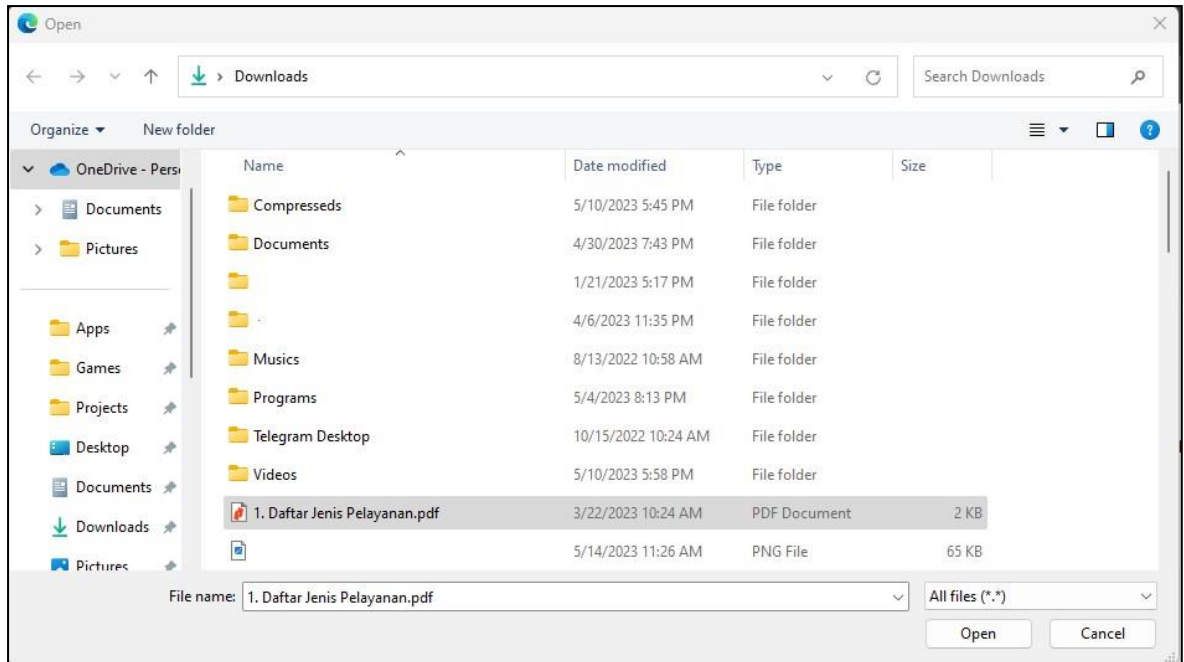 Open
Downloads Search Downloads
Organize New folder
OneDrive - Pers
Documents
Pictures
Apps
Games
Projects
Desktop
Documents
Downloads
Pictures
Name Date modified Type Size
Compresseds 5/10/2023 5:45 PM File folder
Documents 4/30/2023 7:43 PM File folder
1/21/2023 5:17 PM File folder
4/6/2023 11:35 PM File folder
Musics 8/13/2022 10:58 AM File folder
Programs 5/4/2023 8:13 PM File folder
Telegram Desktop 10/15/2022 10:24 AM File folder
Videos 5/10/2023 5:58 PM File folder
1. Daftar Jenis Pelayanan.pdf 3/22/2023 10:24 AM PDF Document 2 KB
5/14/2023 11:26 AM PNG File 65 KB
File name: 1. Daftar Jenis Pelayanan.pdf All files (*.*)
Open Cancel